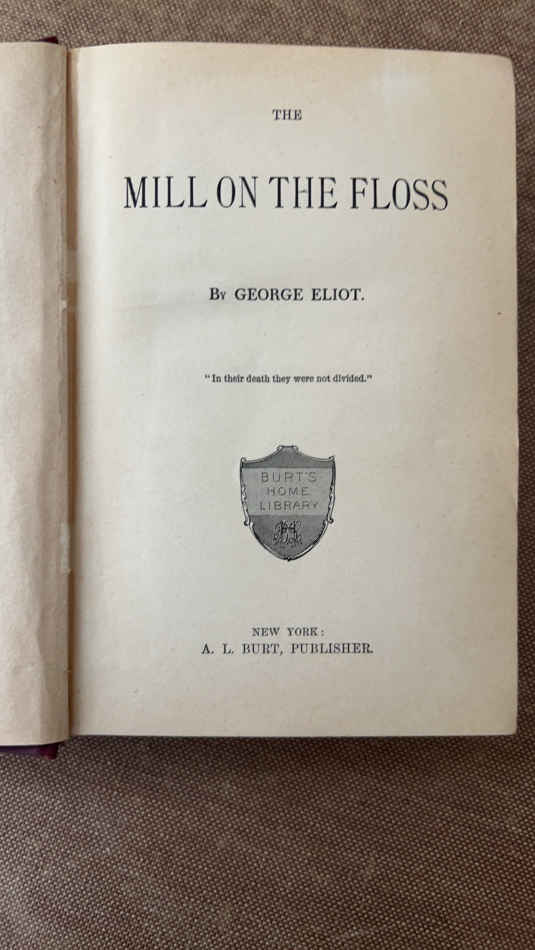 THE
MILL ON THE FLOSS
By GEORGE ELIOT.
"In their death they were not divided."
BURT'S
HOME
LIBRARY
NEW YORK:
A. L. BURT, PUBLISHER.